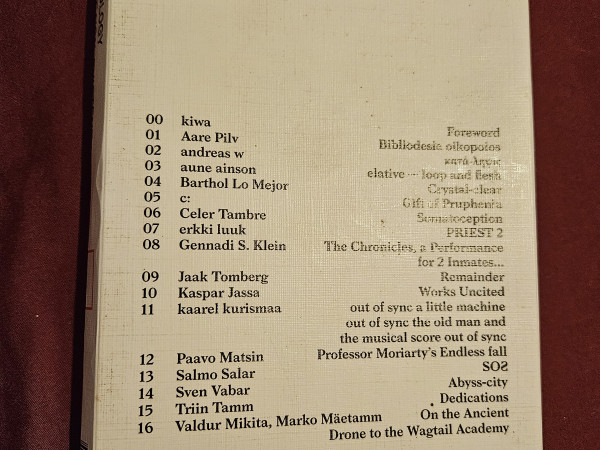 LOGY
00 kiwa Foreword
01 Aare Pilv Bibliodesia oikopoios
02 andreas w κατά-ληψις
03 aune ainson elative — loop and flesh
04 Barthol Lo Mejor Crystal-clear
05 c: Gift of Pruphenia
06 Celer Tambre Somatoception
07 erkki luuk PRIEST 2
08 Gennadi S. Klein The Chronicles, a Performance
for 2 Inmates...
09 Jaak Tomberg Remainder
10 Kaspar Jassa Works Uncited
11 kaarel kurismaa out of sync a little machine
out of sync the old man and
the musical score out of sync
12 Paavo Matsin Professor Moriarty's Endless fall
13 Salmo Salar SOS
14 Sven Vabar Abyss-city
15 Triin Tamm Dedications
16 Valdur Mikita, Marko Mäetamm On the Ancient
Drone to the Wagtail Academy